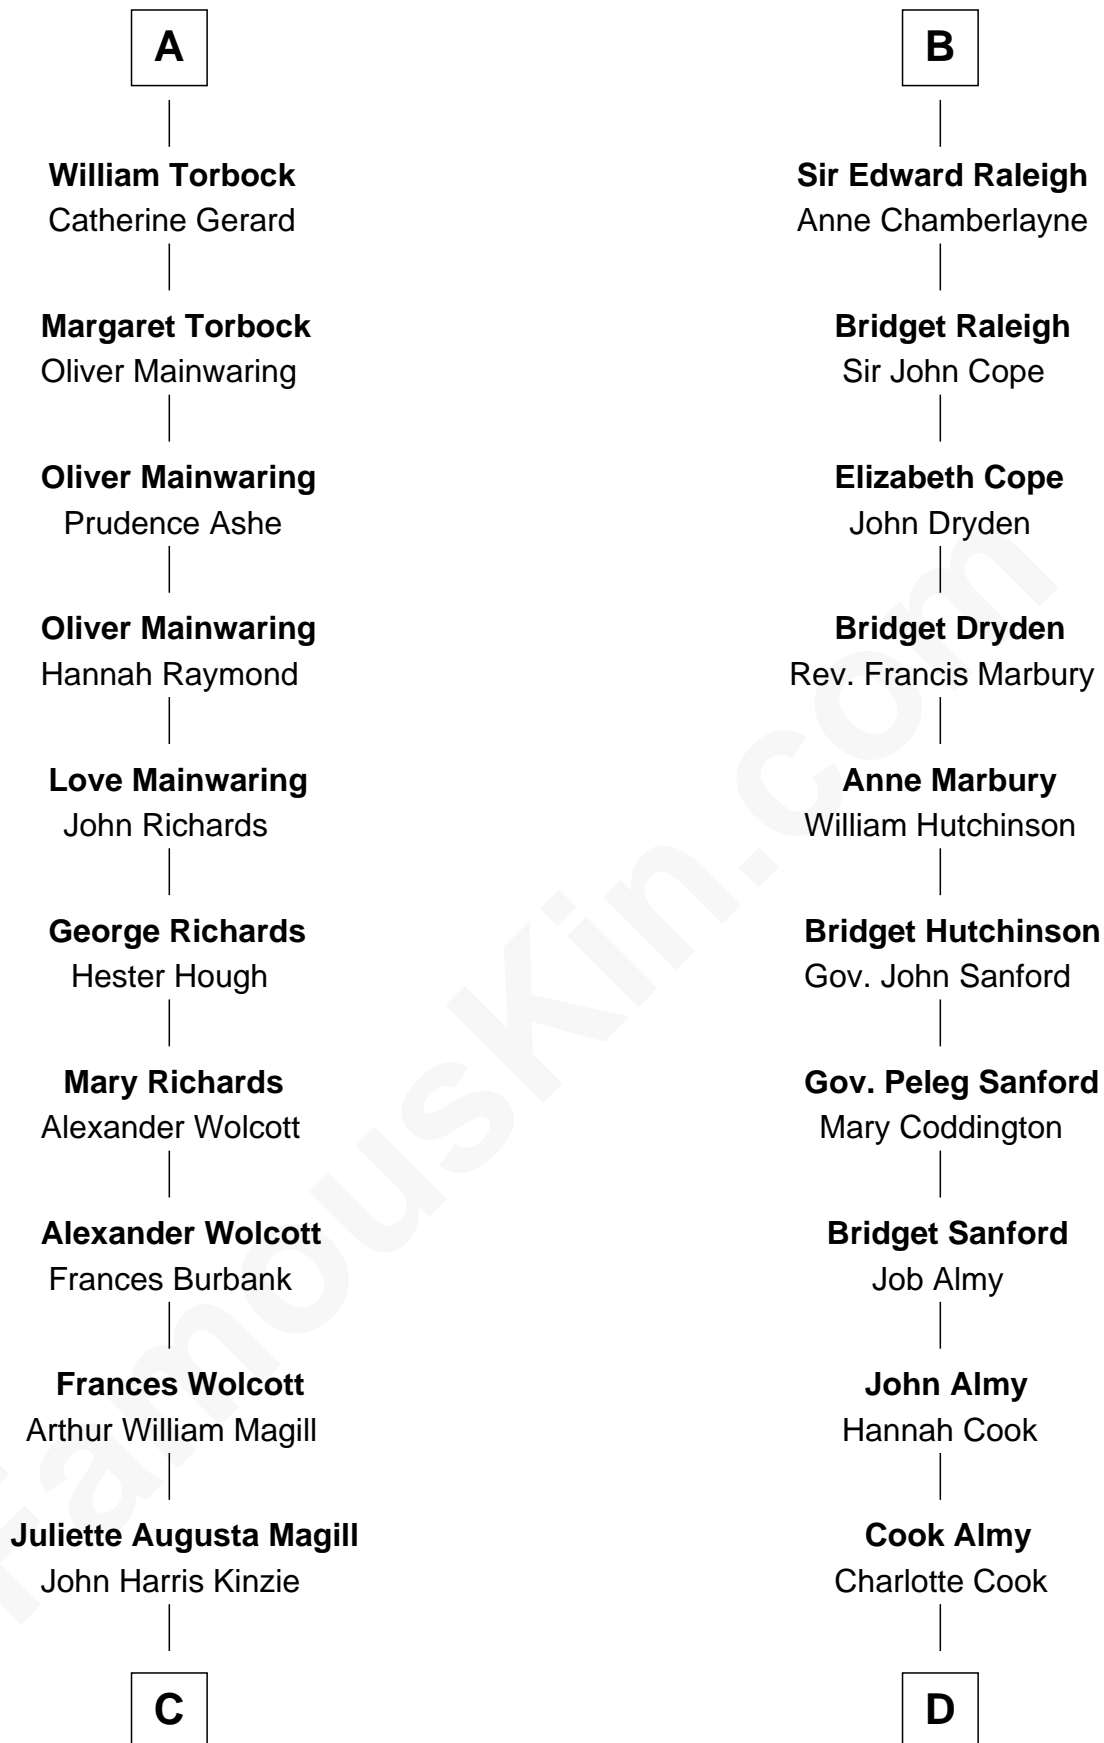 A
William Torbock
Catherine Gerard
Margaret Torbock
Oliver Mainwaring
Oliver Mainwaring
Prudence Ashe
Oliver Mainwaring
Hannah Raymond
Love Mainwaring
John Richards
George Richards
Hester Hough
Mary Richards
Alexander Wolcott
Alexander Wolcott
Frances Burbank
Frances Wolcott
Arthur William Magill
Juliette Augusta Magill
John Harris Kinzie
C
B
Sir Edward Raleigh
Anne Chamberlayne
Bridget Raleigh
Sir John Cope
Elizabeth Cope
John Dryden
Bridget Dryden
Rev. Francis Marbury
Anne Marbury
William Hutchinson
Bridget Hutchinson
Gov. John Sanford
Gov. Peleg Sanford
Mary Coddington
Bridget Sanford
Job Almy
John Almy
Hannah Cook
Cook Almy
Charlotte Cook
D
FamousKin.com